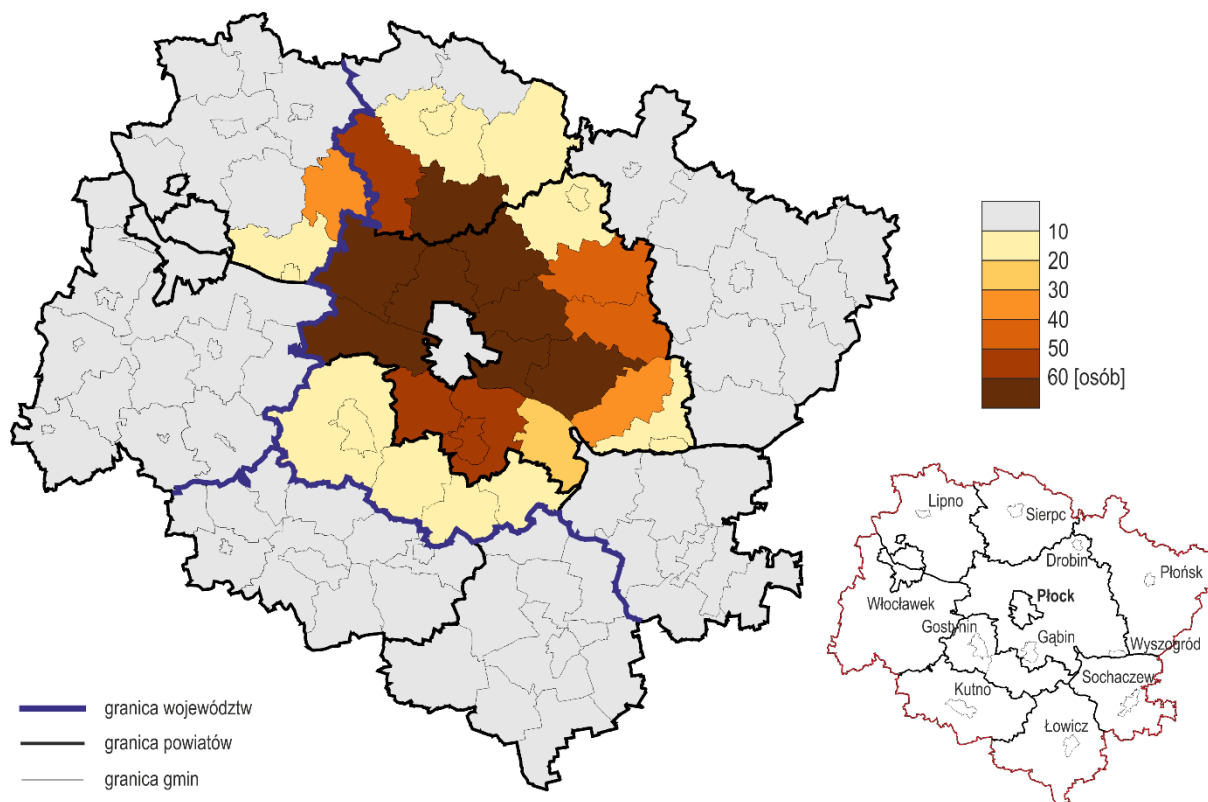 10
20
30
40
50
60 [osób]
Lipno
Sierpc
Drobin
Płońsk
Płock
Włocławek
Gostynin
Gąbin
Wyszogród
Sochaczew
Kutno
Łowicz
granica województw
granica powiatów
granica gmin